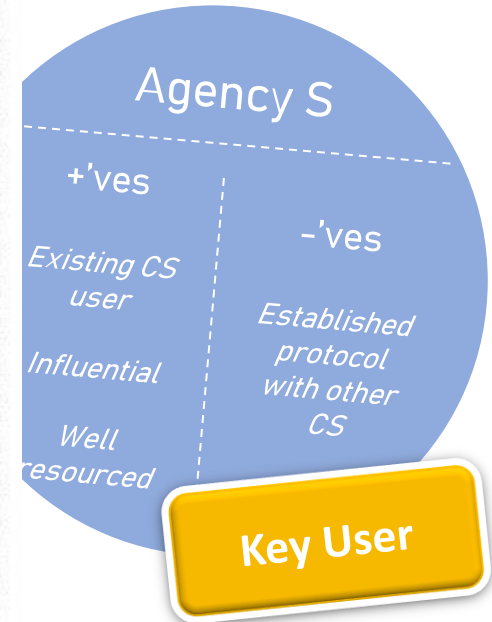 Agency S
+'ves
Existing CS
user
Influential
Well
resourced
-'ves
Established
protocol
with other
CS
Key User